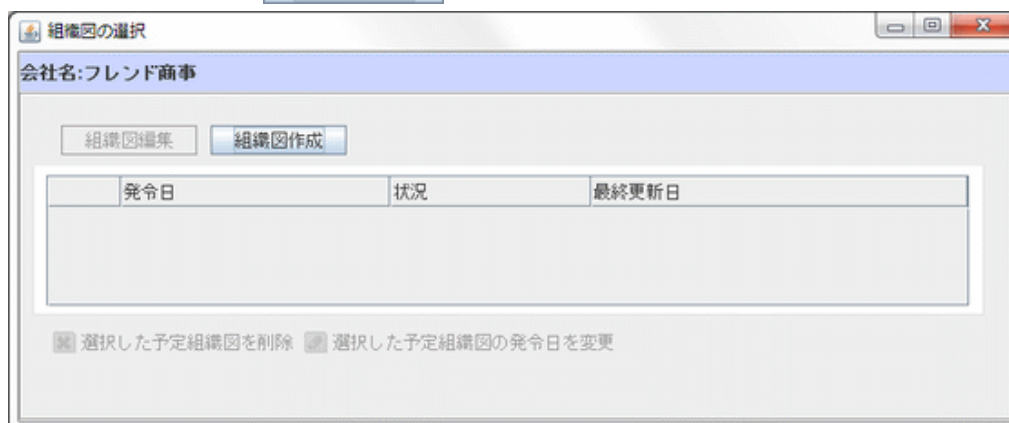 組織図の選択
会社名:フレンド商事
組織図編集 組織図作成
発令日 状況 最終更新日
選択した予定組織図を削除 選択した予定組織図の発令日を変更